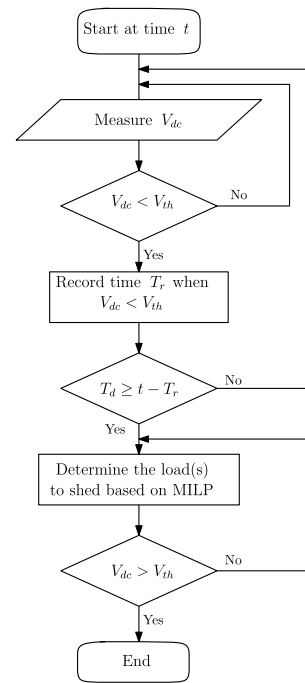 Start at time t
Measure V_dc
V_dc < V_th
No
Yes
Record time T_r when
V_dc < V_th
T_d ≥ t − T_r
No
Yes
Determine the load(s)
to shed based on MILP
V_dc > V_th
No
Yes
End